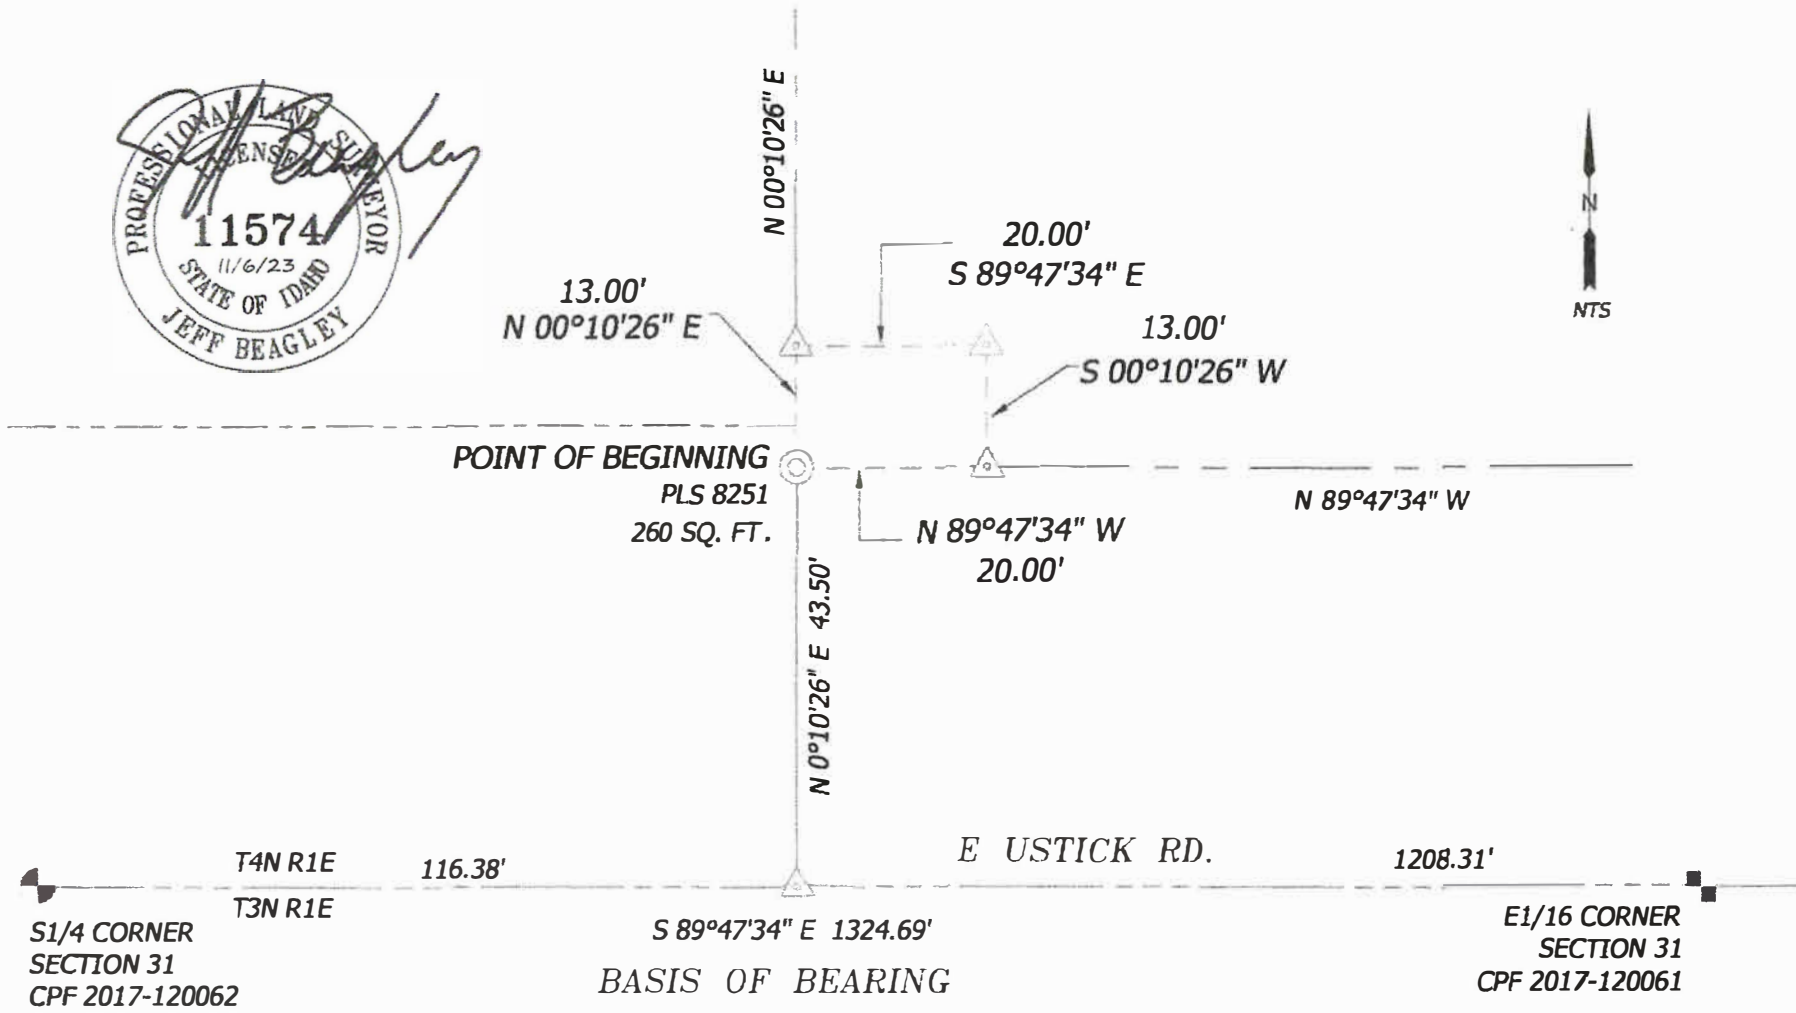 PROFESSIONAL LAND SURVEYOR
LICENSED
11574
11/6/23
STATE OF IDAHO
JEFF BEAGLEY
Jeff Beagley
N 00°10'26" E
20.00'
S 89°47'34" E
N
NTS
13.00'
N 00°10'26" E
13.00'
S 00°10'26" W
POINT OF BEGINNING
PLS 8251
260 SQ. FT.
N 89°47'34" W
N 89°47'34" W
20.00'
N 0°10'26" E 43.50'
E USTICK RD.
T4N R1E
116.38'
1208.31'
T3N R1E
S1/4 CORNER
SECTION 31
CPF 2017-120062
S 89°47'34" E 1324.69'
BASIS OF BEARING
E1/16 CORNER
SECTION 31
CPF 2017-120061